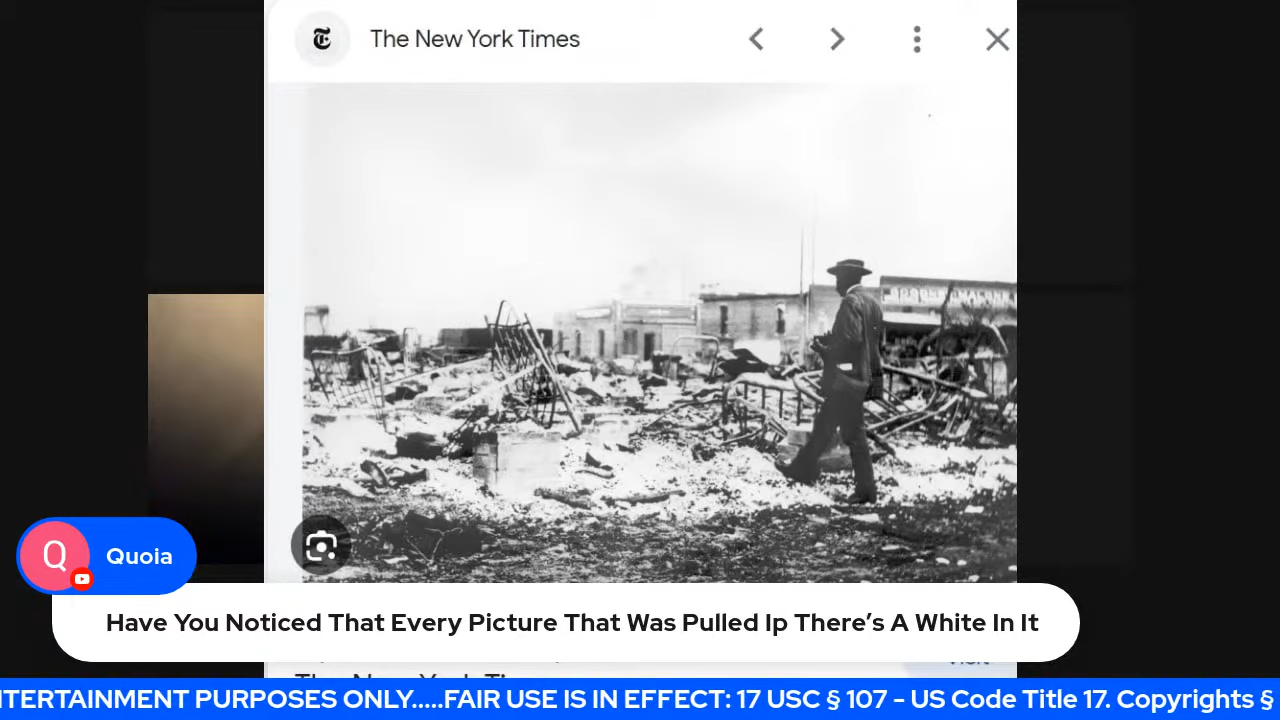 The New York Times
Q
Quoia
Have You Noticed That Every Picture That Was Pulled Ip There's A White In It
NTERTAINMENT PURPOSES ONLY.....FAIR USE IS IN EFFECT: 17 USC § 107 - US Code Title 17. Copyrights §